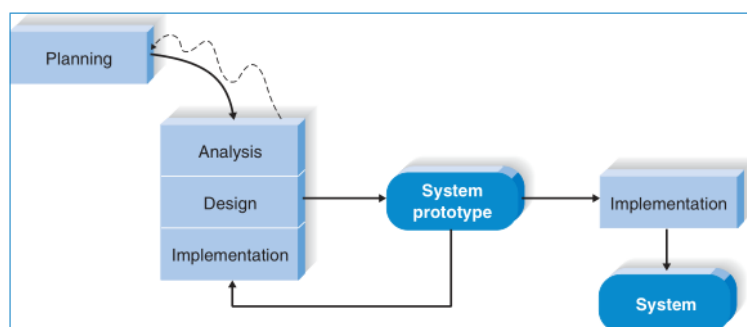 Planning
Analysis
Design
Implementation
System
prototype
Implementation
System